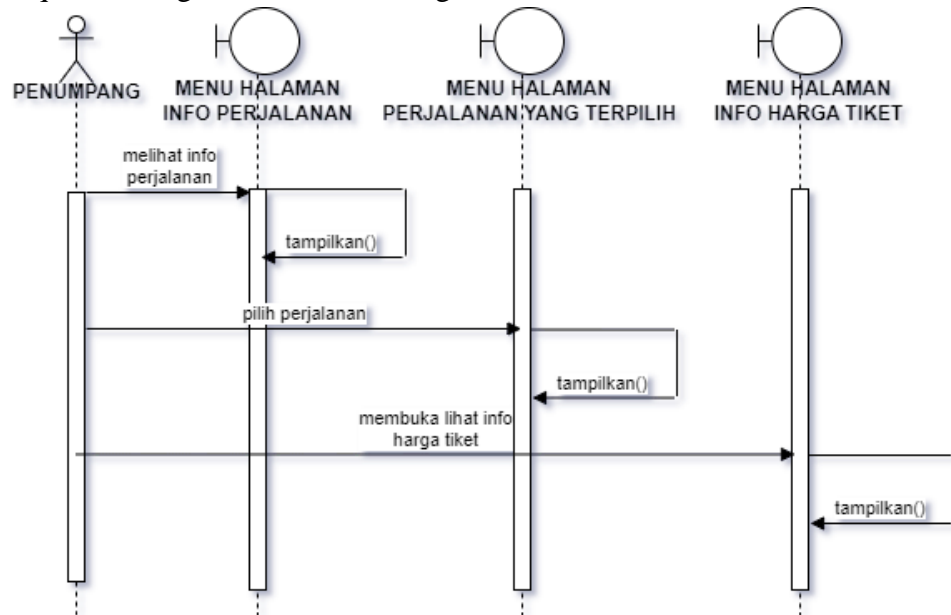 PENUMPANG
MENU HALAMAN
INFO PERJALANAN
MENU HALAMAN
PERJALANAN YANG TERPILIH
MENU HALAMAN
INFO HARGA TIKET
melihat info
perjalanan
tampilkan()
pilih perjalanan
tampilkan()
membuka lihat info
harga tiket
tampilkan()